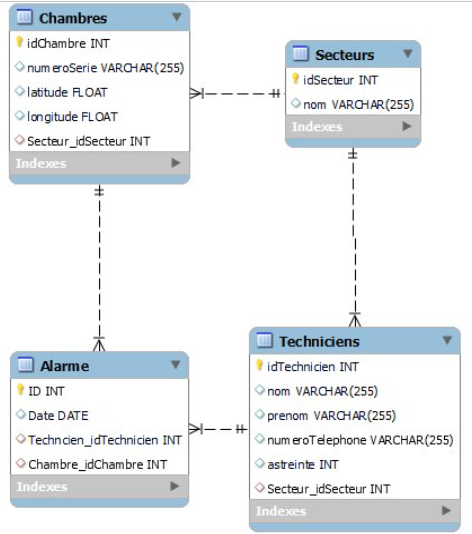 Chambres
idChambre INT
numeroSerie VARCHAR(255)
latitude FLOAT
longitude FLOAT
Secteur_idSecteur INT
Indexes
Secteurs
idSecteur INT
nom VARCHAR(255)
Indexes
Alarme
ID INT
Date DATE
Techncien_idTechnicien INT
Chambre_idChambre INT
Indexes
Techniciens
idTechnicien INT
nom VARCHAR(255)
prenom VARCHAR(255)
numeroTelephone VARCHAR(255)
astreinte INT
Secteur_idSecteur INT
Indexes